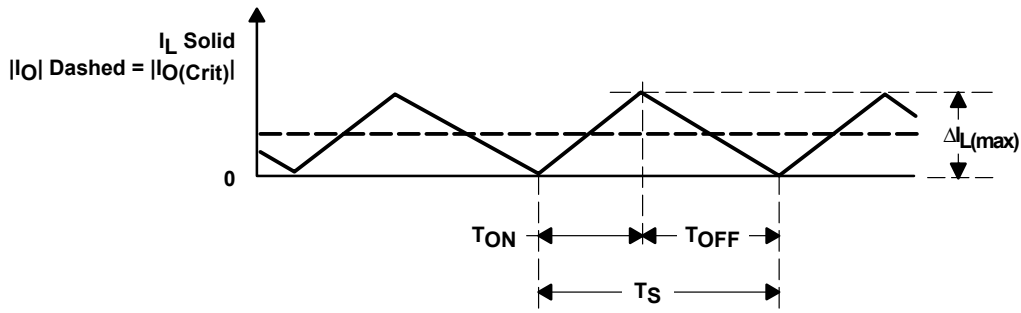 I_L Solid
|I_O| Dashed = |I_O(Crit)|
ΔI_L(max)
0
T_ON
T_OFF
T_S